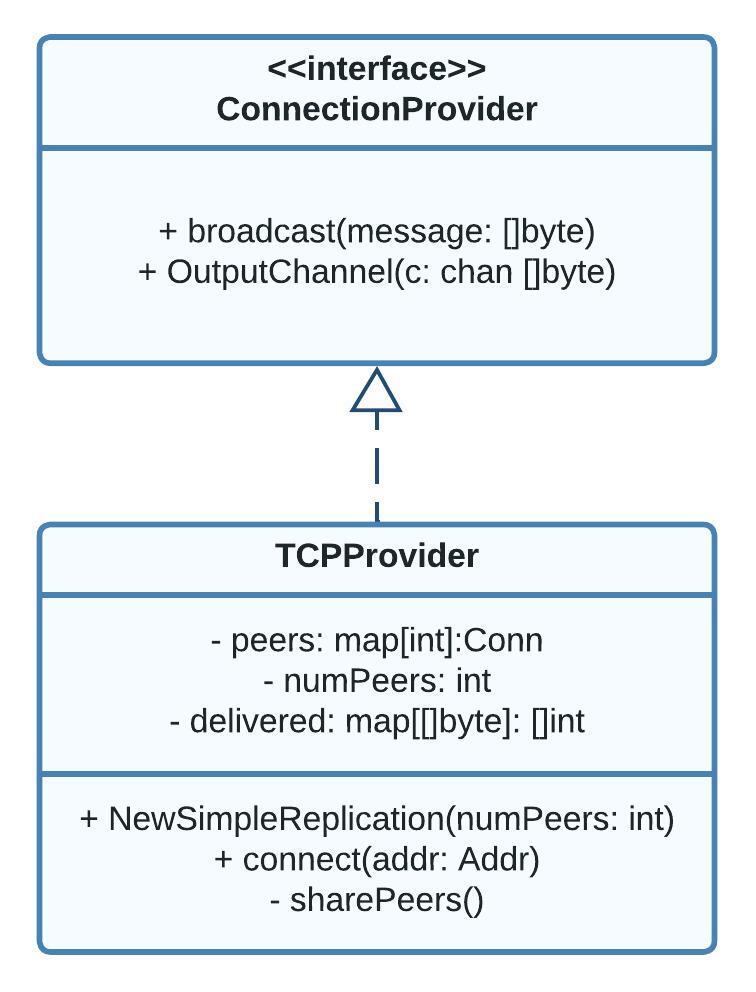 <<interface>>
ConnectionProvider
+ broadcast(message: []byte)
+ OutputChannel(c: chan []byte)
TCPProvider
- peers: map[int]:Conn
- numPeers: int
- delivered: map[[]byte]: []int
+ NewSimpleReplication(numPeers: int)
+ connect(addr: Addr)
- sharePeers()